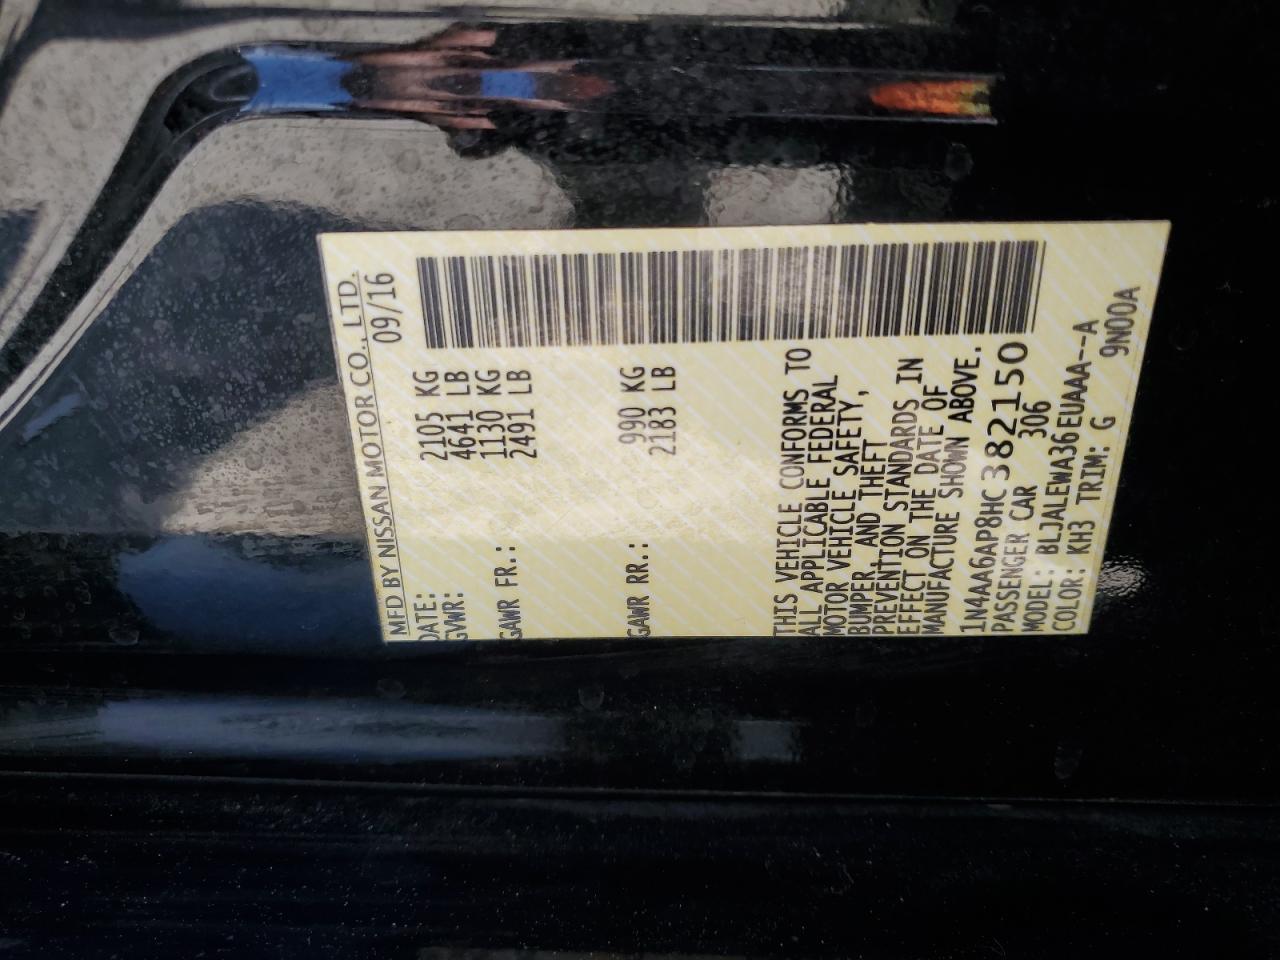 MFD BY NISSAN MOTOR CO., LTD.
DATE: 09/16
GVWR: 2105 KG
4641 LB
GAWR FR.: 1130 KG
2491 LB
GAWR RR.: 990 KG
2183 LB
THIS VEHICLE CONFORMS TO
ALL APPLICABLE FEDERAL
MOTOR VEHICLE SAFETY,
BUMPER, AND THEFT
PREVENTION STANDARDS IN
EFFECT ON THE DATE OF
MANUFACTURE SHOWN ABOVE.
1N4AA6AP8HC382150
PASSENGER CAR 306
MODEL: BLJALEWA36EUAAA--A
COLOR: KH3 TRIM: G 9N00A